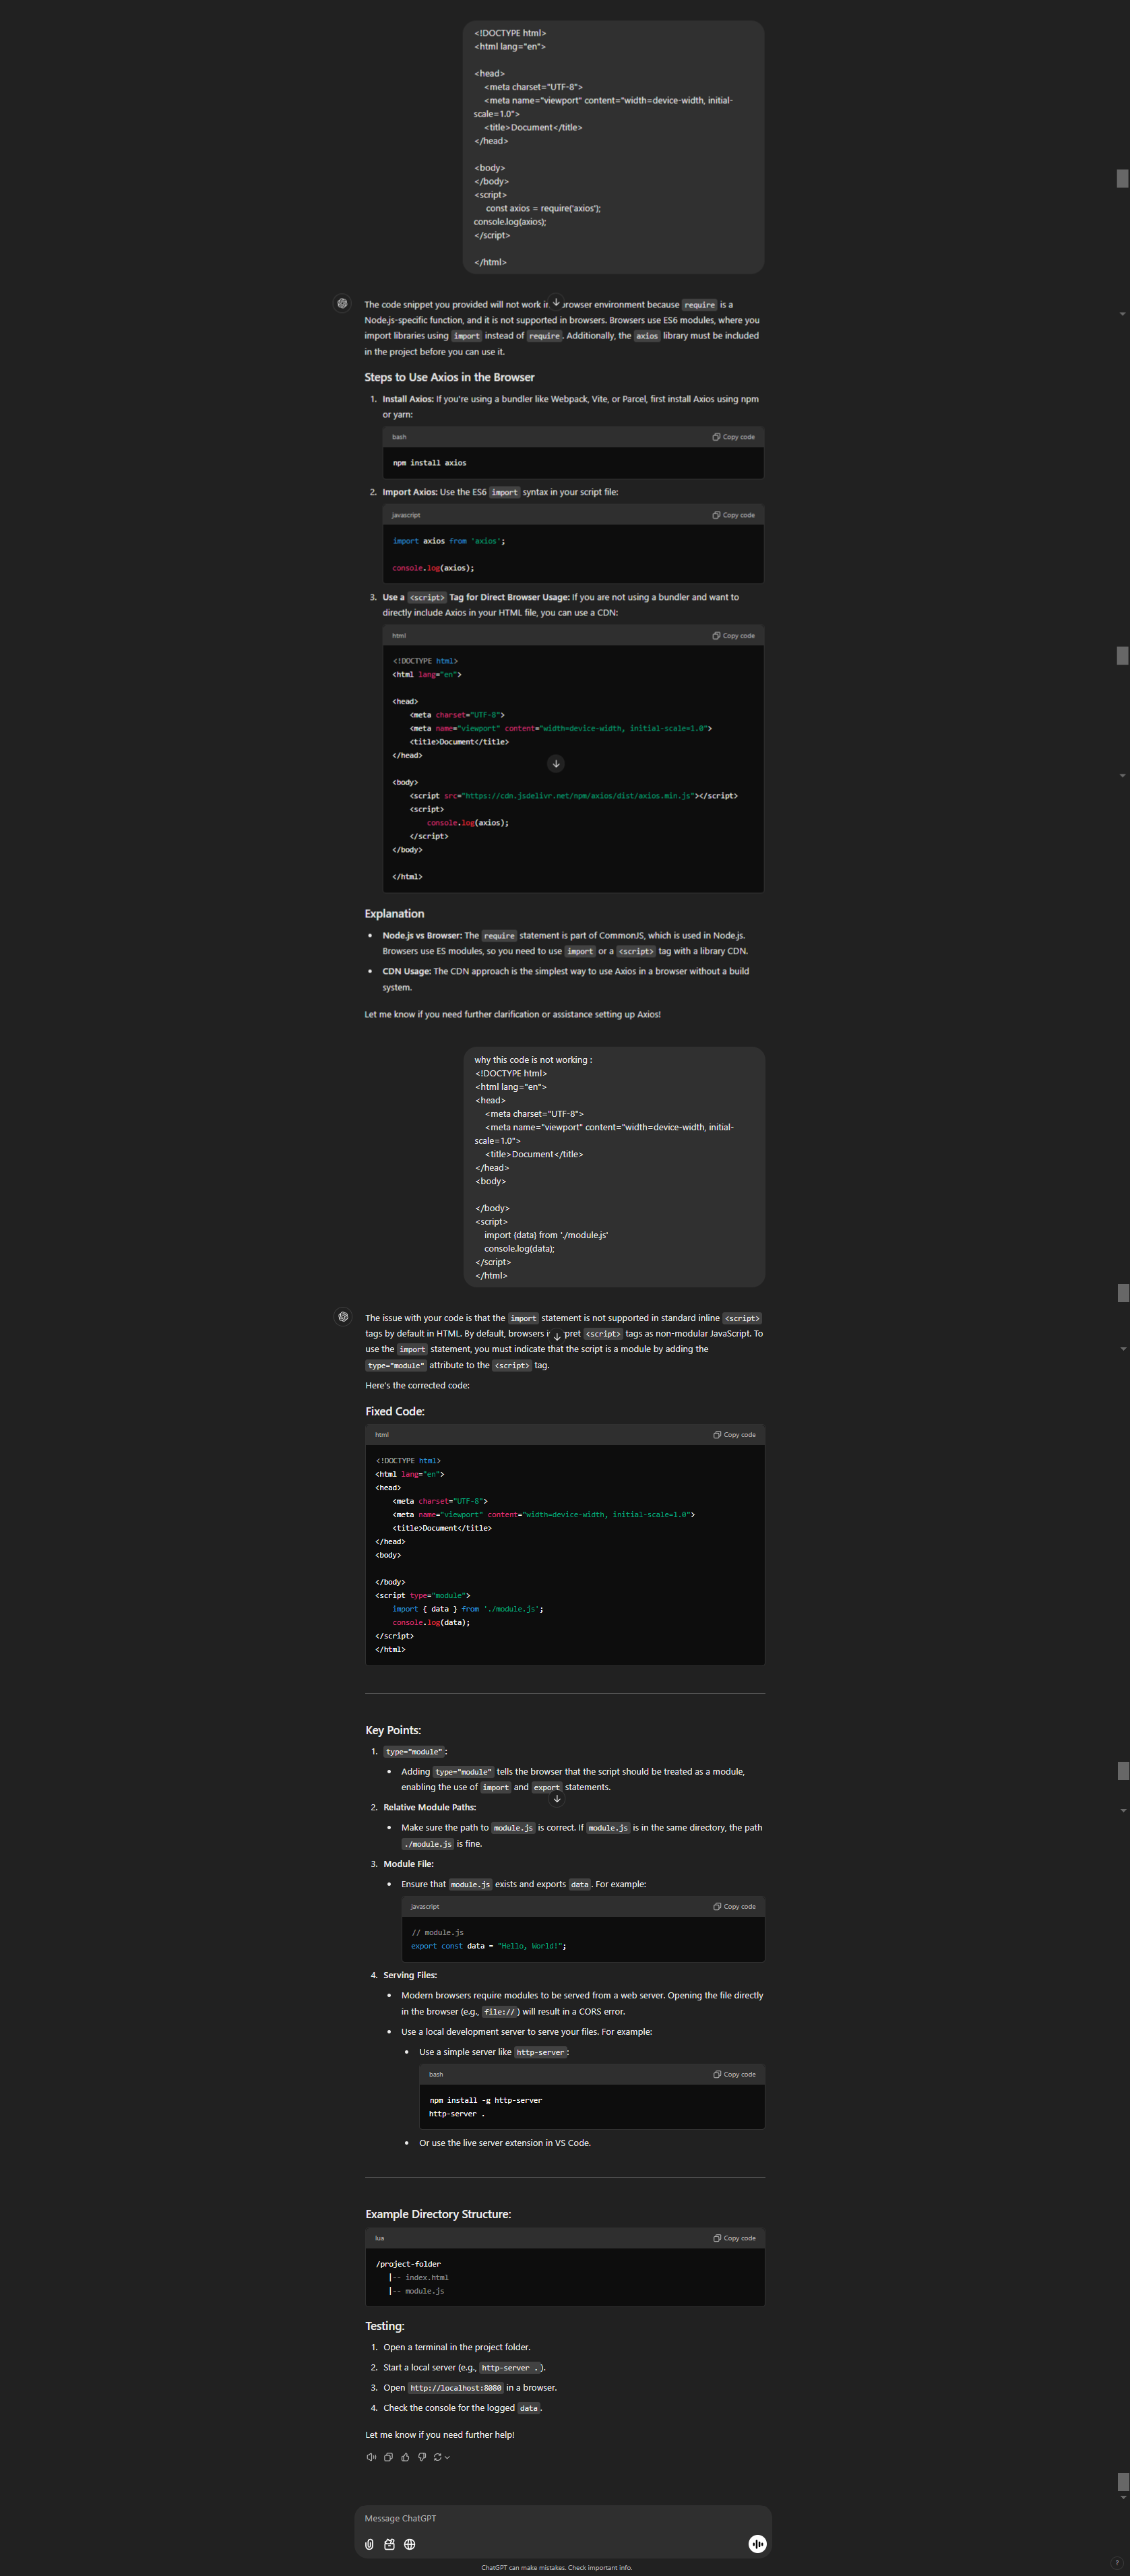 <!DOCTYPE html>
<html lang="en">
<head>
<meta charset="UTF-8">
<meta name="viewport" content="width=device-width, initial-
scale=1.0">
<title>Document</title>
</head>
<body>
</body>
<script>
const axios = require('axios');
console.log(axios);
</script>
</html>
The code snippet you provided will not work in browser environment because require is a
Node.js-specific function, and it is not supported in browsers. Browsers use ES6 modules, where you
import libraries using import instead of require. Additionally, the axios library must be included
in the project before you can use it.
Steps to Use Axios in the Browser
1. Install Axios: If you're using a bundler like Webpack, Vite, or Parcel, first install Axios using npm
or yarn:
bash Copy code
npm install axios
2. Import Axios: Use the ES6 import syntax in your script file:
javascript Copy code
import axios from 'axios';
console.log(axios);
3. Use a <script> Tag for Direct Browser Usage: If you are not using a bundler and want to
directly include Axios in your HTML file, you can use a CDN:
html Copy code
<!DOCTYPE html>
<html lang="en">
<head>
<meta charset="UTF-8">
<meta name="viewport" content="width=device-width, initial-scale=1.0">
<title>Document</title>
</head>
<body>
<script src="https://cdn.jsdelivr.net/npm/axios/dist/axios.min.js"></script>
<script>
console.log(axios);
</script>
</body>
</html>
Explanation
• Node.js vs Browser: The require statement is part of CommonJS, which is used in Node.js.
Browsers use ES modules, so you need to use import or a <script> tag with a library CDN.
• CDN Usage: The CDN approach is the simplest way to use Axios in a browser without a build
system.
Let me know if you need further clarification or assistance setting up Axios!
why this code is not working :
<!DOCTYPE html>
<html lang="en">
<head>
<meta charset="UTF-8">
<meta name="viewport" content="width=device-width, initial-
scale=1.0">
<title>Document</title>
</head>
<body>
</body>
<script>
import {data} from './module.js'
console.log(data);
</script>
</html>
The issue with your code is that the import statement is not supported in standard inline <script>
tags by default in HTML. By default, browsers <script> tags as non-modular JavaScript. To
use the import statement, you must indicate that the script is a module by adding the
type="module" attribute to the <script> tag.
Here's the corrected code:
Fixed Code:
html Copy code
<!DOCTYPE html>
<html lang="en">
<head>
<meta charset="UTF-8">
<meta name="viewport" content="width=device-width, initial-scale=1.0">
<title>Document</title>
</head>
<body>
</body>
<script type="module">
import { data } from './module.js';
console.log(data);
</script>
</html>
Key Points:
1. type="module":
• Adding type="module" tells the browser that the script should be treated as a module,
enabling the use of import and export statements.
2. Relative Module Paths:
• Make sure the path to module.js is correct. If module.js is in the same directory, the path
./module.js is fine.
3. Module File:
• Ensure that module.js exists and exports data. For example:
javascript Copy code
// module.js
export const data = "Hello, World!";
4. Serving Files:
• Modern browsers require modules to be served from a web server. Opening the file directly
in the browser (e.g., file://) will result in a CORS error.
• Use a local development server to serve your files. For example:
• Use a simple server like http-server:
bash Copy code
npm install -g http-server
http-server .
• Or use the live server extension in VS Code.
Example Directory Structure:
lua Copy code
/project-folder
|-- index.html
|-- module.js
Testing:
1. Open a terminal in the project folder.
2. Start a local server (e.g., http-server .).
3. Open http://localhost:8080 in a browser.
4. Check the console for the logged data.
Let me know if you need further help!
Message ChatGPT
ChatGPT can make mistakes. Check important info.
?